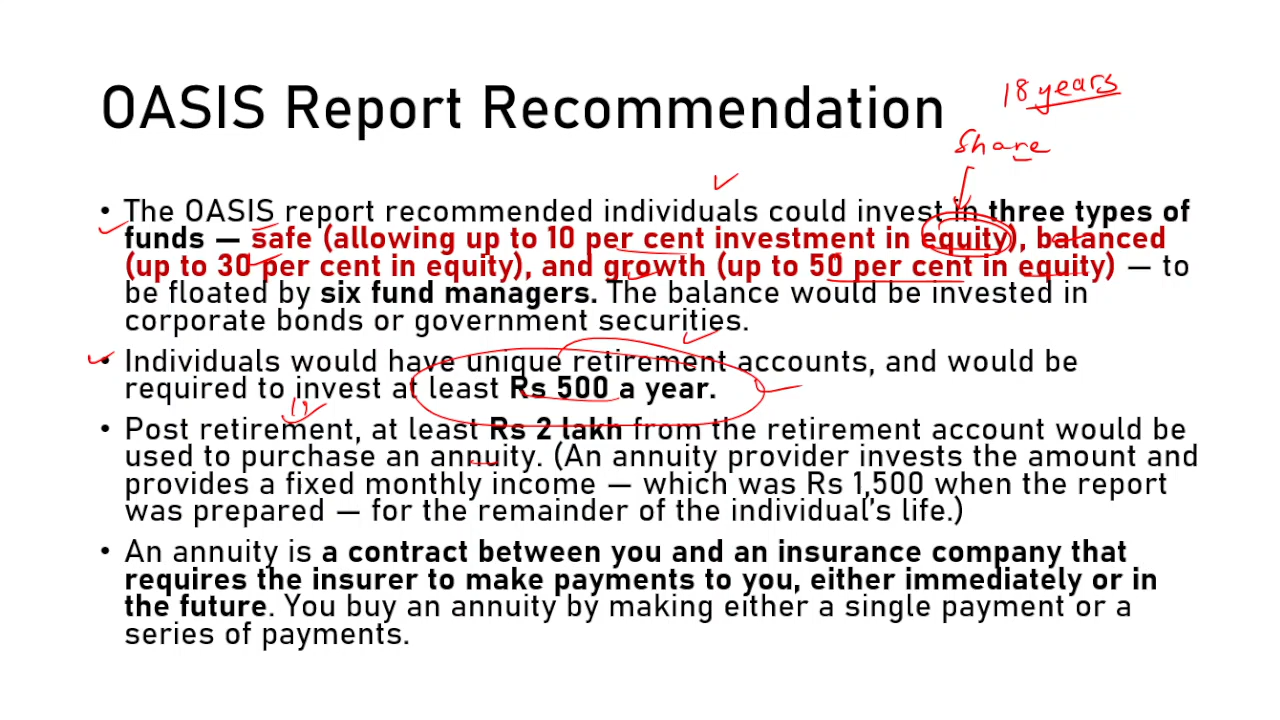 OASIS Report Recommendation
18 years
Share
• The OASIS report recommended individuals could invest in three types of
funds — safe (allowing up to 10 per cent investment in equity), balanced
(up to 30 per cent in equity), and growth (up to 50 per cent in equity) — to
be floated by six fund managers. The balance would be invested in
corporate bonds or government securities.
• Individuals would have unique retirement accounts, and would be
required to invest at least Rs 500 a year.
• Post retirement, at least Rs 2 lakh from the retirement account would be
used to purchase an annuity. (An annuity provider invests the amount and
provides a fixed monthly income — which was Rs 1,500 when the report
was prepared — for the remainder of the individual’s life.)
• An annuity is a contract between you and an insurance company that
requires the insurer to make payments to you, either immediately or in
the future. You buy an annuity by making either a single payment or a
series of payments.